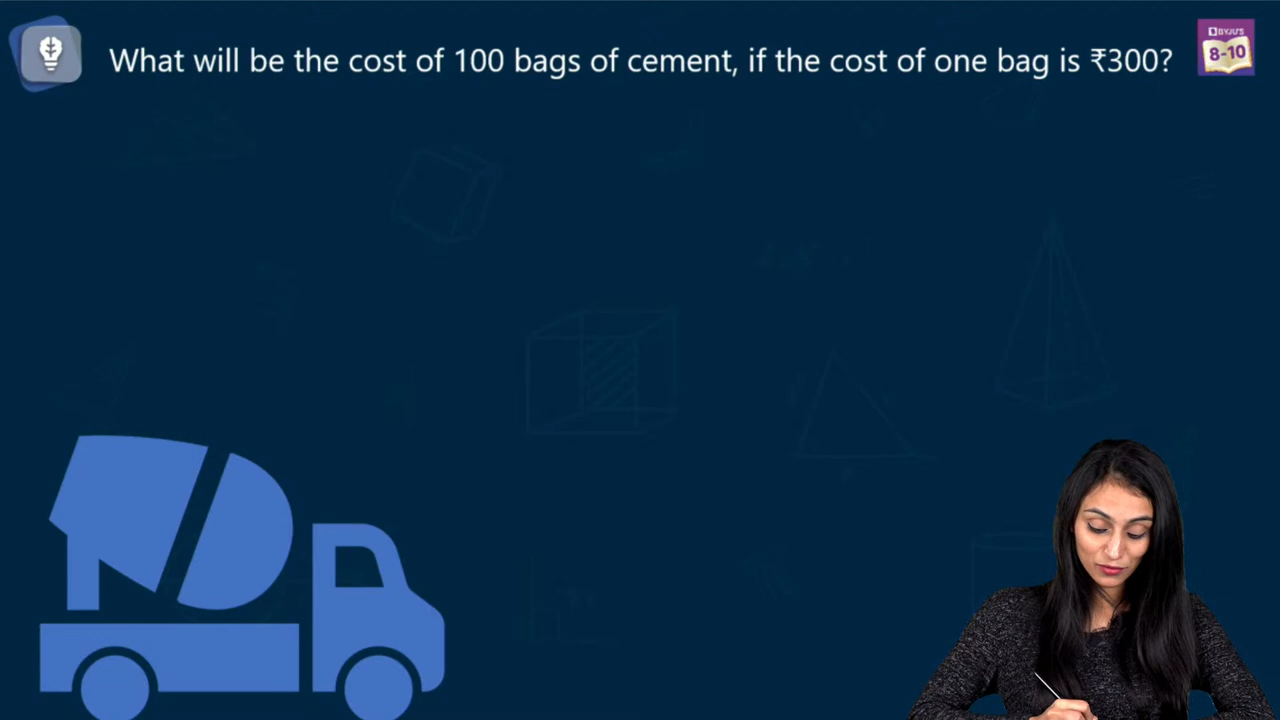 What will be the cost of 100 bags of cement, if the cost of one bag is ₹300?
BYJU'S
8-10